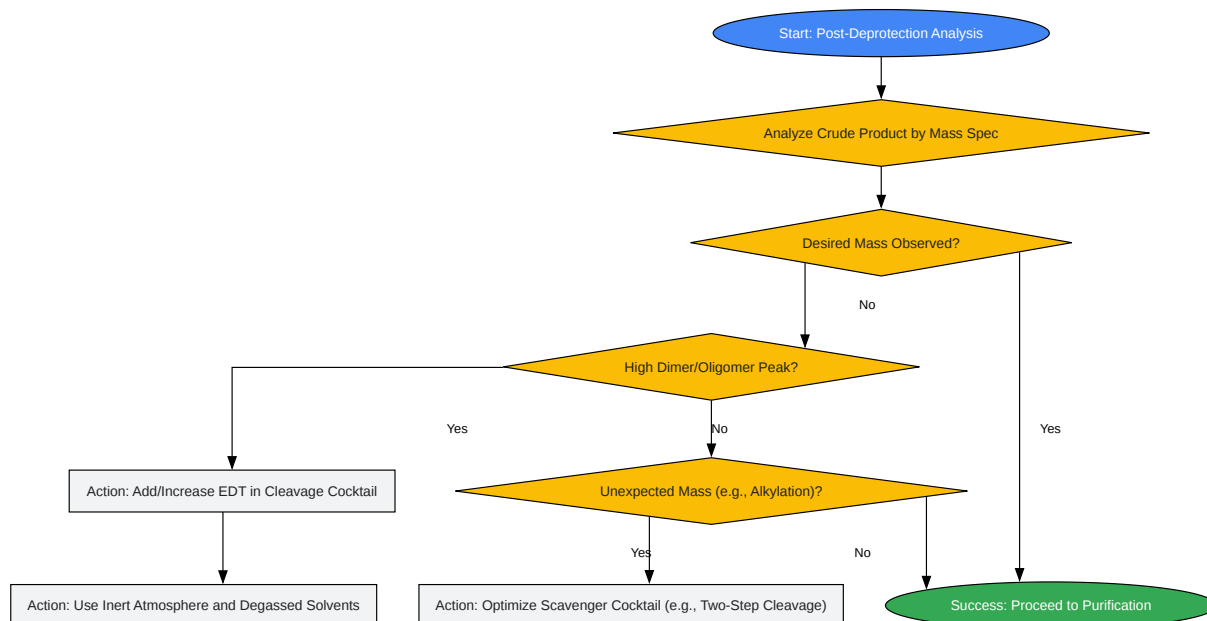 Start: Post-Deprotection Analysis
Analyze Crude Product by Mass Spec
Desired Mass Observed?
No
High Dimer/Oligomer Peak?
Yes
No
Yes
Action: Add/Increase EDT in Cleavage Cocktail
Unexpected Mass (e.g., Alkylation)?
Yes
No
Action: Use Inert Atmosphere and Degassed Solvents
Action: Optimize Scavenger Cocktail (e.g., Two-Step Cleavage)
Success: Proceed to Purification